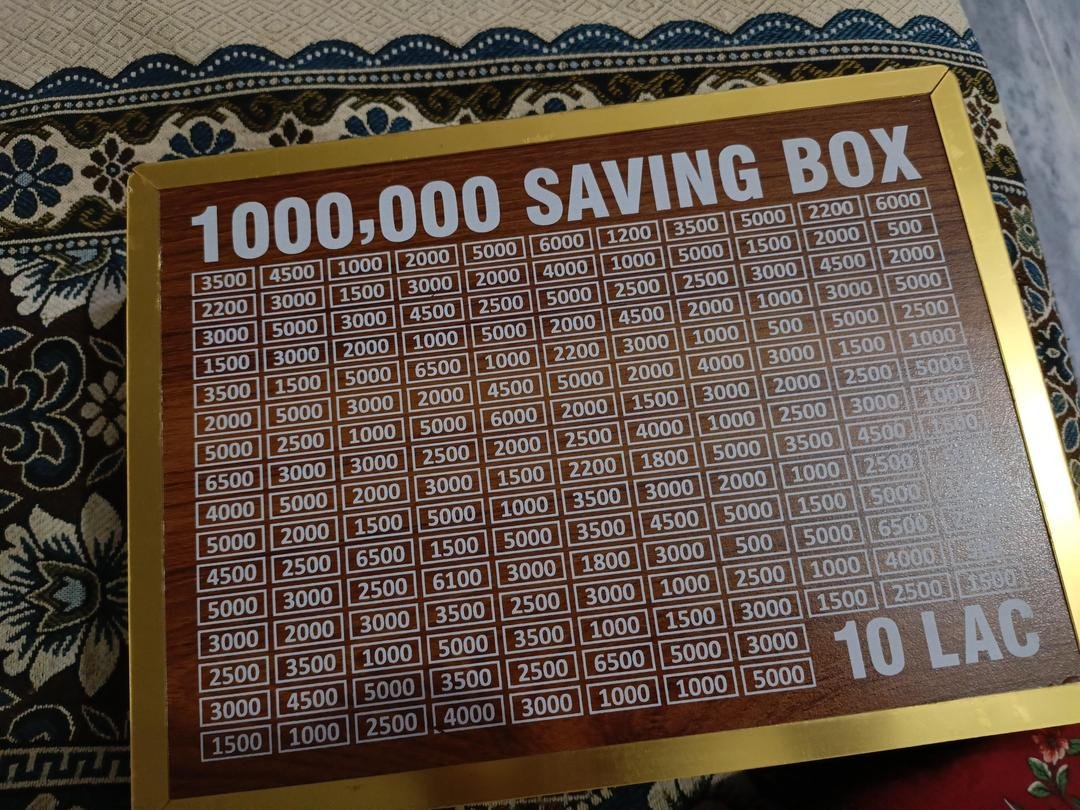 1000,000 SAVING BOX
3500 4500 1000 2000 5000 6000 1200 3500 5000 2200 6000
2200 3000 1500 3000 2000 4000 1000 5000 1500 2000 500
3000 5000 3000 4500 2500 5000 2500 2500 3000 4500 2000
1500 3000 2000 1000 5000 2000 4500 2000 1000 3000 5000
3500 1500 5000 6500 1000 2200 3000 1000 500 5000 2500
2000 5000 3000 2000 4500 5000 2000 4000 3000 1500 1000
5000 2500 1000 5000 6000 2000 1500 3000 2000 2500 5000
6500 3000 3000 2500 2000 2500 4000 1000 2500 3000 1000
4000 5000 2000 3000 1500 2200 1800 5000 3500 4500 1500
5000 2000 1500 5000 1000 3500 3000 2000 1000 2500
4500 2500 6500 1500 5000 3500 4500 5000 1500 5000
5000 3000 2500 6100 3000 1800 3000 500 5000 6500
3000 2000 3000 3500 2500 3000 1000 2500 1000 4000
2500 3500 1000 5000 3500 1000 1500 3000 1500 2500 1500
3000 4500 5000 3500 2500 6500 5000 3000
1500 1000 2500 4000 3000 1000 1000 5000
10 LAC